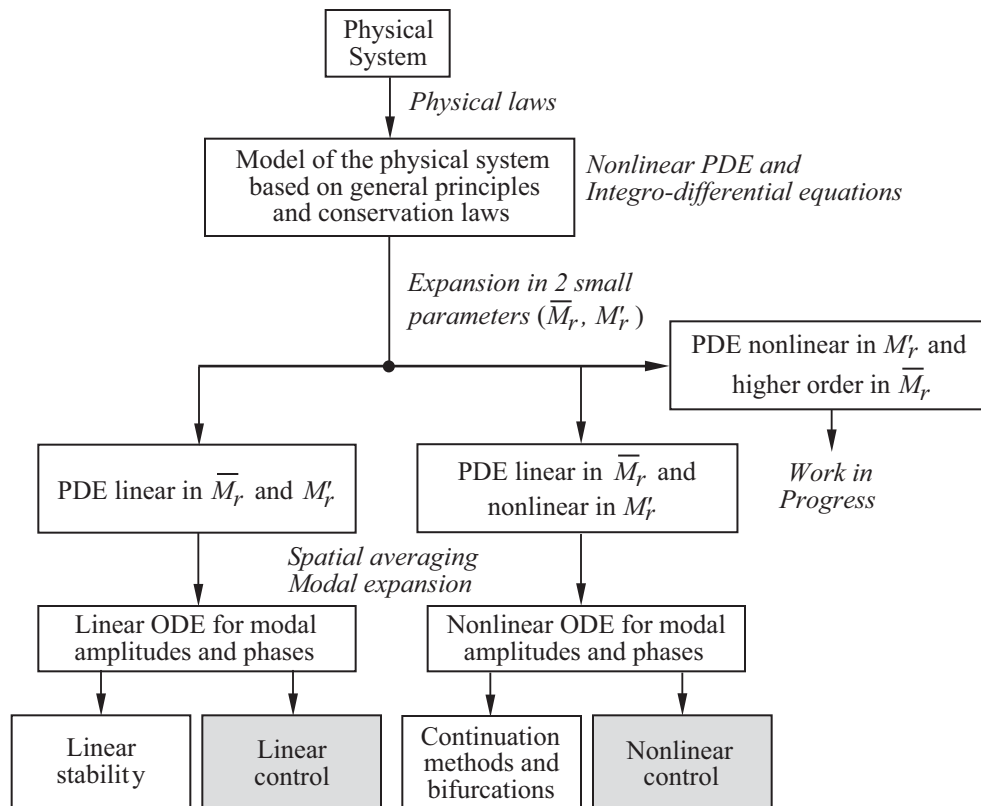 Physical
System
Physical laws
Model of the physical system
based on general principles
and conservation laws
Nonlinear PDE and
Integro-differential equations
Expansion in 2 small
parameters (M̅r, M′r)
PDE nonlinear in M′r and
higher order in M̅r
Work in
Progress
PDE linear in M̅r and M′r
PDE linear in M̅r and
nonlinear in M′r
Spatial averaging
Modal expansion
Linear ODE for modal
amplitudes and phases
Nonlinear ODE for modal
amplitudes and phases
Linear
stability
Linear
control
Continuation
methods and
bifurcations
Nonlinear
control